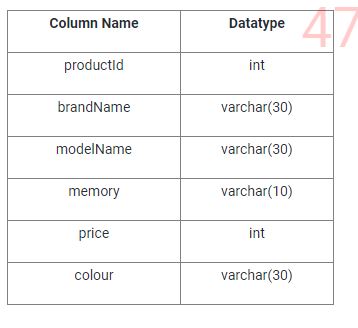 Column Name Datatype
47
productId int
brandName varchar(30)
modelName varchar(30)
memory varchar(10)
price int
colour varchar(30)